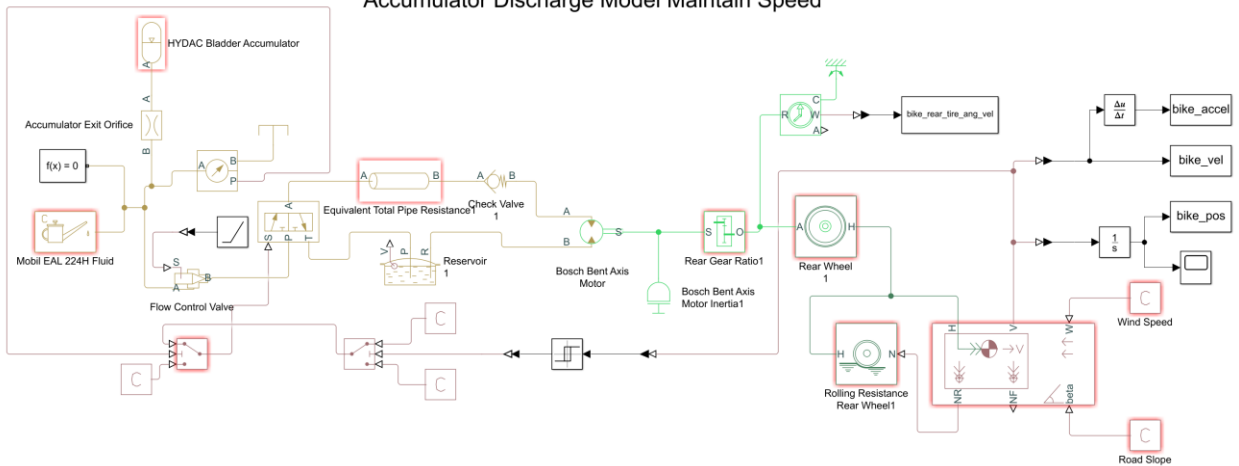 Accumulator Discharge Model Maintain Speed
HYDAC Bladder Accumulator
A
A
Accumulator Exit Orifice
B
f(x) = 0
A
B
P
C
Mobil EAL 224H Fluid
S
A
B
Flow Control Valve
A
S
P
T
A
B
Equivalent Total Pipe Resistance1
A
B
Check Valve
1
V
P
R
Reservoir
1
A
B
S
Bosch Bent Axis
Motor
Bosch Bent Axis
Motor Inertia1
S
O
Rear Gear Ratio1
R
C
W
A
bike_rear_tire_ang_vel
A
H
Rear Wheel
1
H
N
Rolling Resistance
Rear Wheel1
Δu
Δt
bike_accel
bike_vel
1
s
bike_pos
C
Wind Speed
H
V
W
V
NR
NF
beta
C
Road Slope
C
C
C